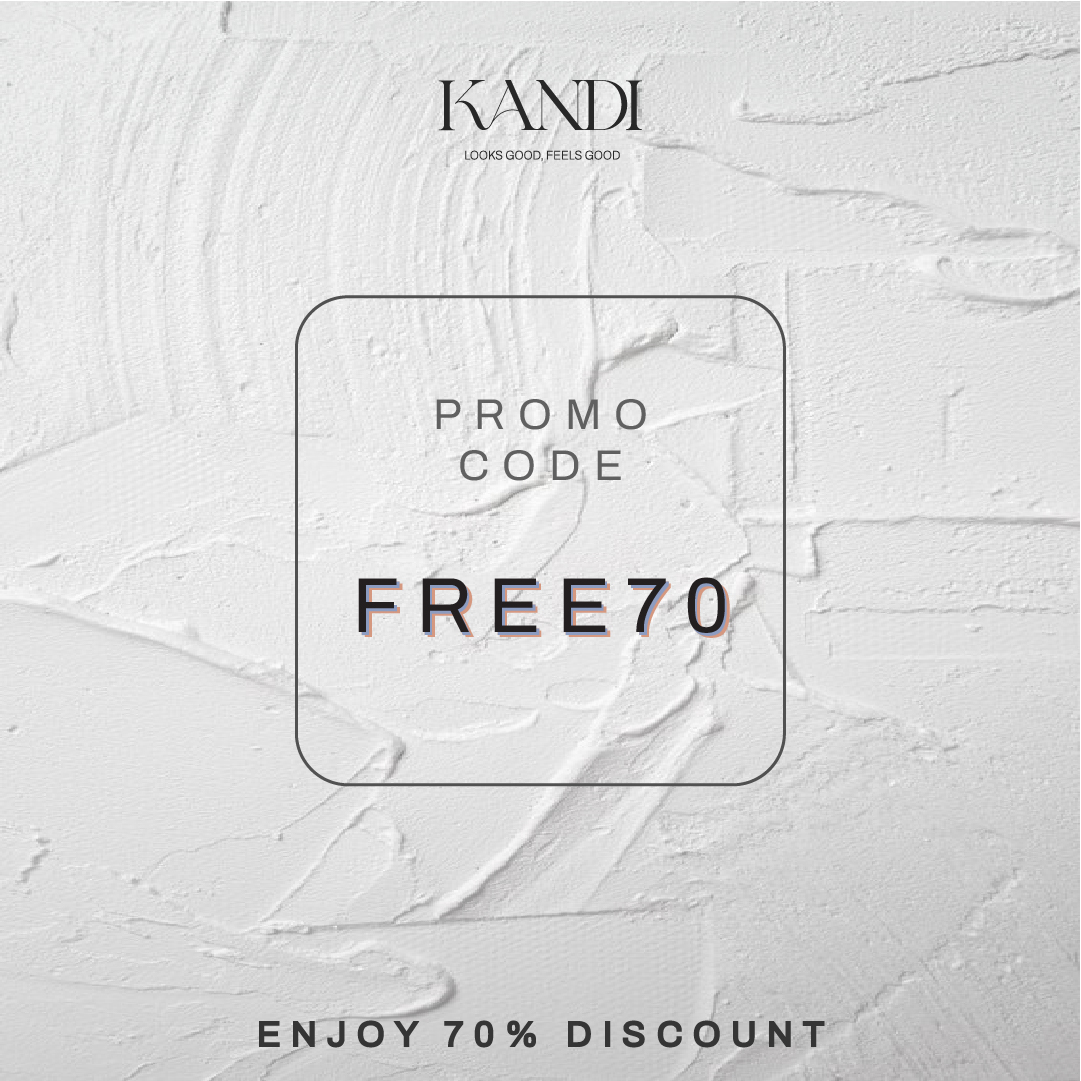 KANDI
LOOKS GOOD, FEELS GOOD
PROMO
CODE
FREE70
ENJOY 70% DISCOUNT